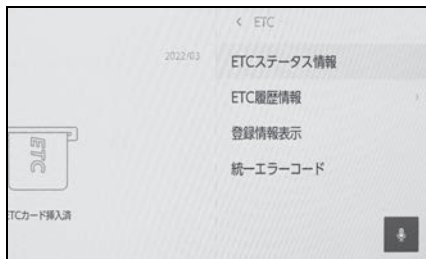 < ETC
2022/03
ETCステータス情報
ETC履歴情報
登録情報表示
統一エラーコード
ETC
ETCカード挿入済